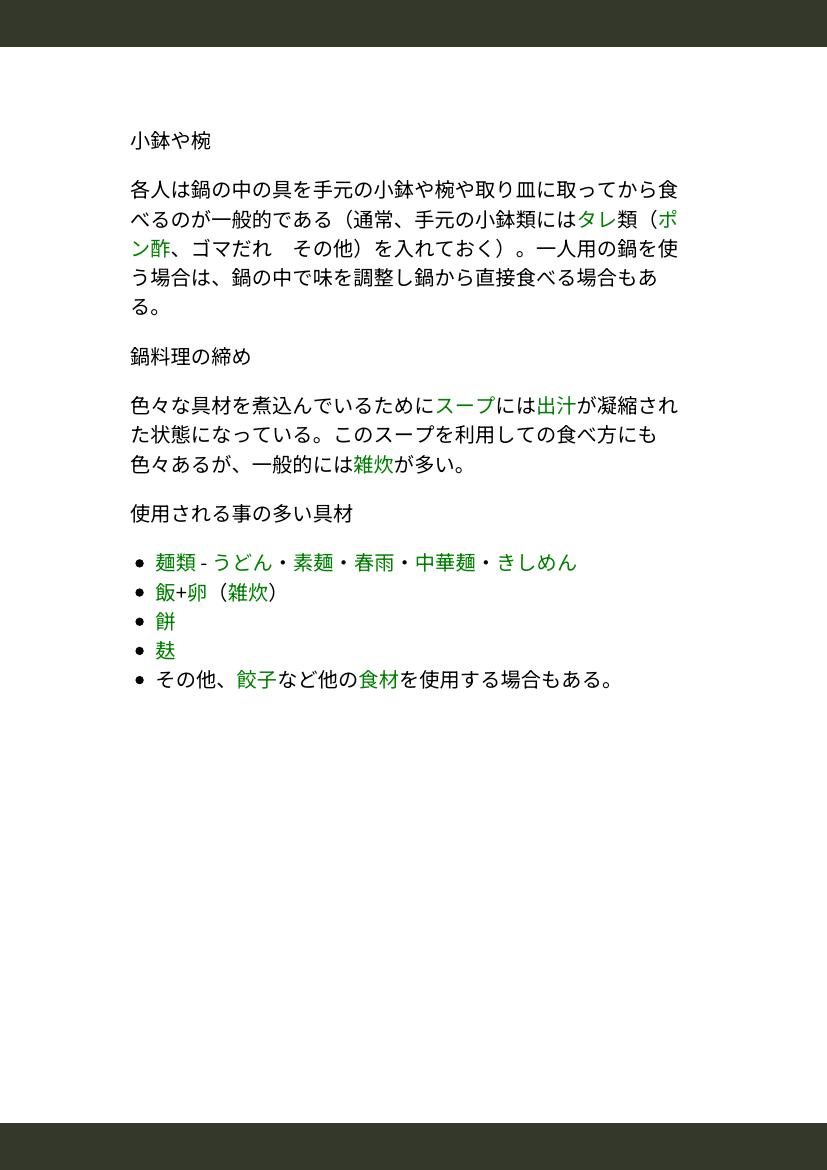 小鉢や椀
各人は鍋の中の具を手元の小鉢や椀や取り皿に取ってから食
べるのが一般的である（通常、手元の小鉢類にはタレ類（ポ
ン酢、ゴマだれ　その他）を入れておく）。一人用の鍋を使
う場合は、鍋の中で味を調整し鍋から直接食べる場合もあ
る。
鍋料理の締め
色々な具材を煮込んでいるためにスープには出汁が凝縮され
た状態になっている。このスープを利用しての食べ方にも
色々あるが、一般的には雑炊が多い。
使用される事の多い具材
• 麺類 - うどん・素麺・春雨・中華麺・きしめん
• 飯+卵（雑炊）
• 餅
• 麸
• その他、餃子など他の食材を使用する場合もある。